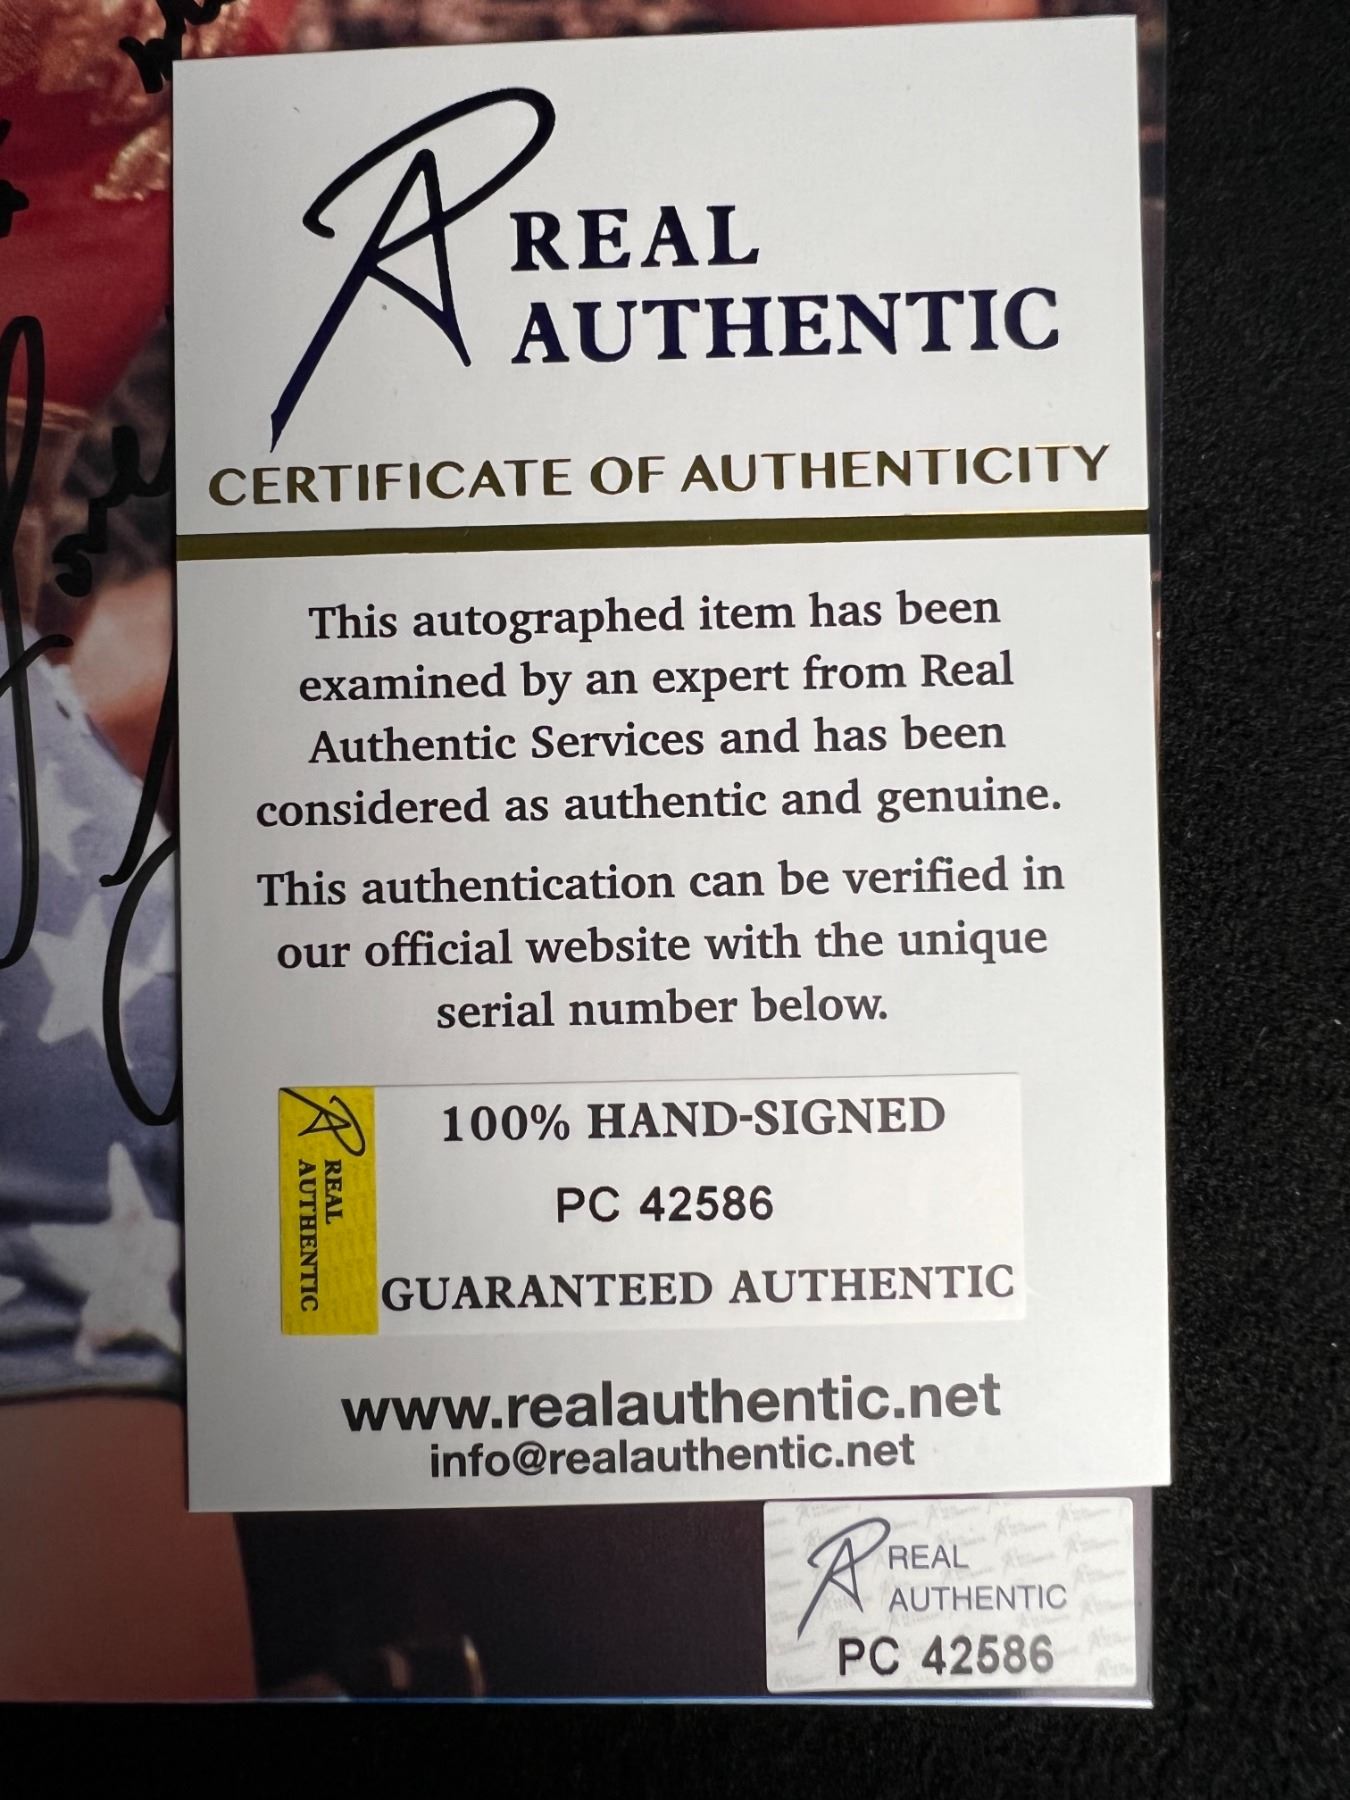 REAL
AUTHENTIC
CERTIFICATE OF AUTHENTICITY
This autographed item has been
examined by an expert from Real
Authentic Services and has been
considered as authentic and genuine.
This authentication can be verified in
our official website with the unique
serial number below.
REAL
AUTHENTIC
100% HAND-SIGNED
PC 42586
GUARANTEED AUTHENTIC
www.realauthentic.net
info@realauthentic.net
REAL
AUTHENTIC
PC 42586